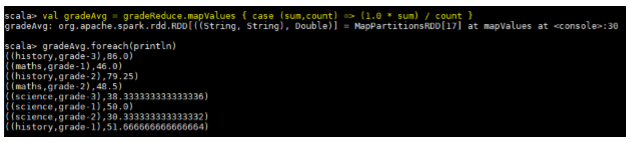 scala> val gradeAvg = gradeReduce.mapValues { case (sum,count) => (1.0 * sum) / count }
gradeAvg: org.apache.spark.rdd.RDD[((String, String), Double)] = MapPartitionsRDD[17] at mapValues at <console>:30
scala> gradeAvg.foreach(println)
((history,grade-3),86.0)
((maths,grade-1),46.0)
((history,grade-2),79.25)
((maths,grade-2),48.5)
((science,grade-3),38.333333333333336)
((science,grade-1),50.0)
((science,grade-2),30.333333333333332)
((history,grade-1),51.666666666666664)